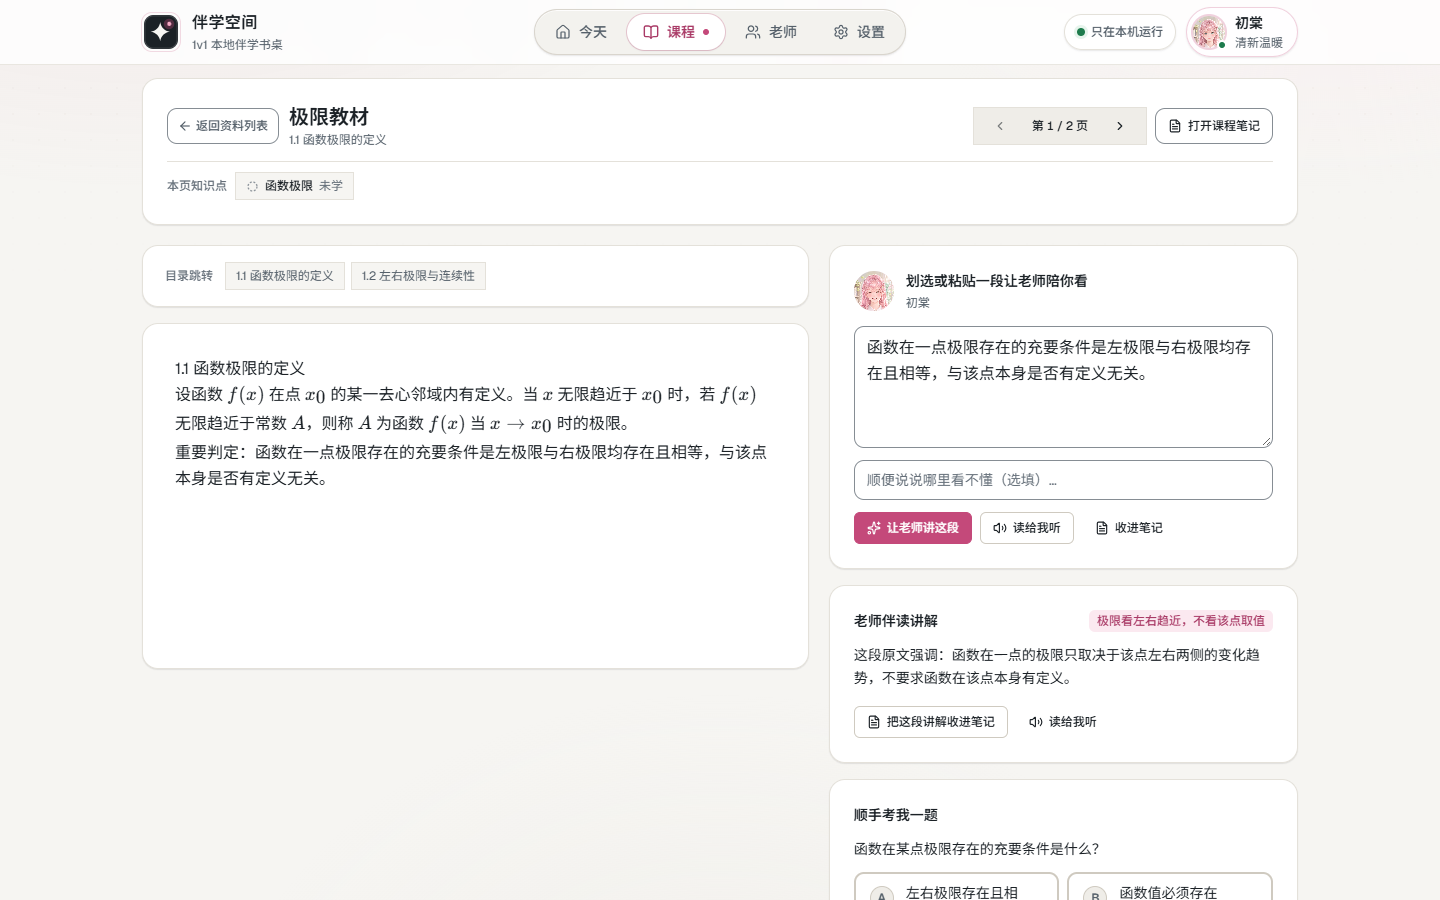 伴学空间
1v1 本地伴学书桌
今天
课程
老师
设置
只在本机运行
初棠
清新温暖
返回资料列表
极限教材
1.1 函数极限的定义
第 1 / 2 页
打开课程笔记
本页知识点
函数极限 未学
目录跳转
1.1 函数极限的定义
1.2 左右极限与连续性
1.1 函数极限的定义
设函数 f(x) 在点 x0 的某一去心邻域内有定义。当 x 无限趋近于 x0 时，若 f(x)
无限趋近于常数 A，则称 A 为函数 f(x) 当 x → x0 时的极限。
重要判定：函数在一点极限存在的充要条件是左极限与右极限均存在且相等，与该点
本身是否有定义无关。
划选或粘贴一段让老师陪你看
初棠
函数在一点极限存在的充要条件是左极限与右极限均存
在且相等，与该点本身是否有定义无关。
顺便说说哪里看不懂（选填）…
让老师讲这段
读给我听
收进笔记
老师伴读讲解
极限看左右趋近，不看该点取值
这段原文强调：函数在一点的极限只取决于该点左右两侧的变化趋
势，不要求函数在该点本身有定义。
把这段讲解收进笔记
读给我听
顺手考我一题
函数在某点极限存在的充要条件是什么？
A
左右极限存在且相
B
函数值必须存在